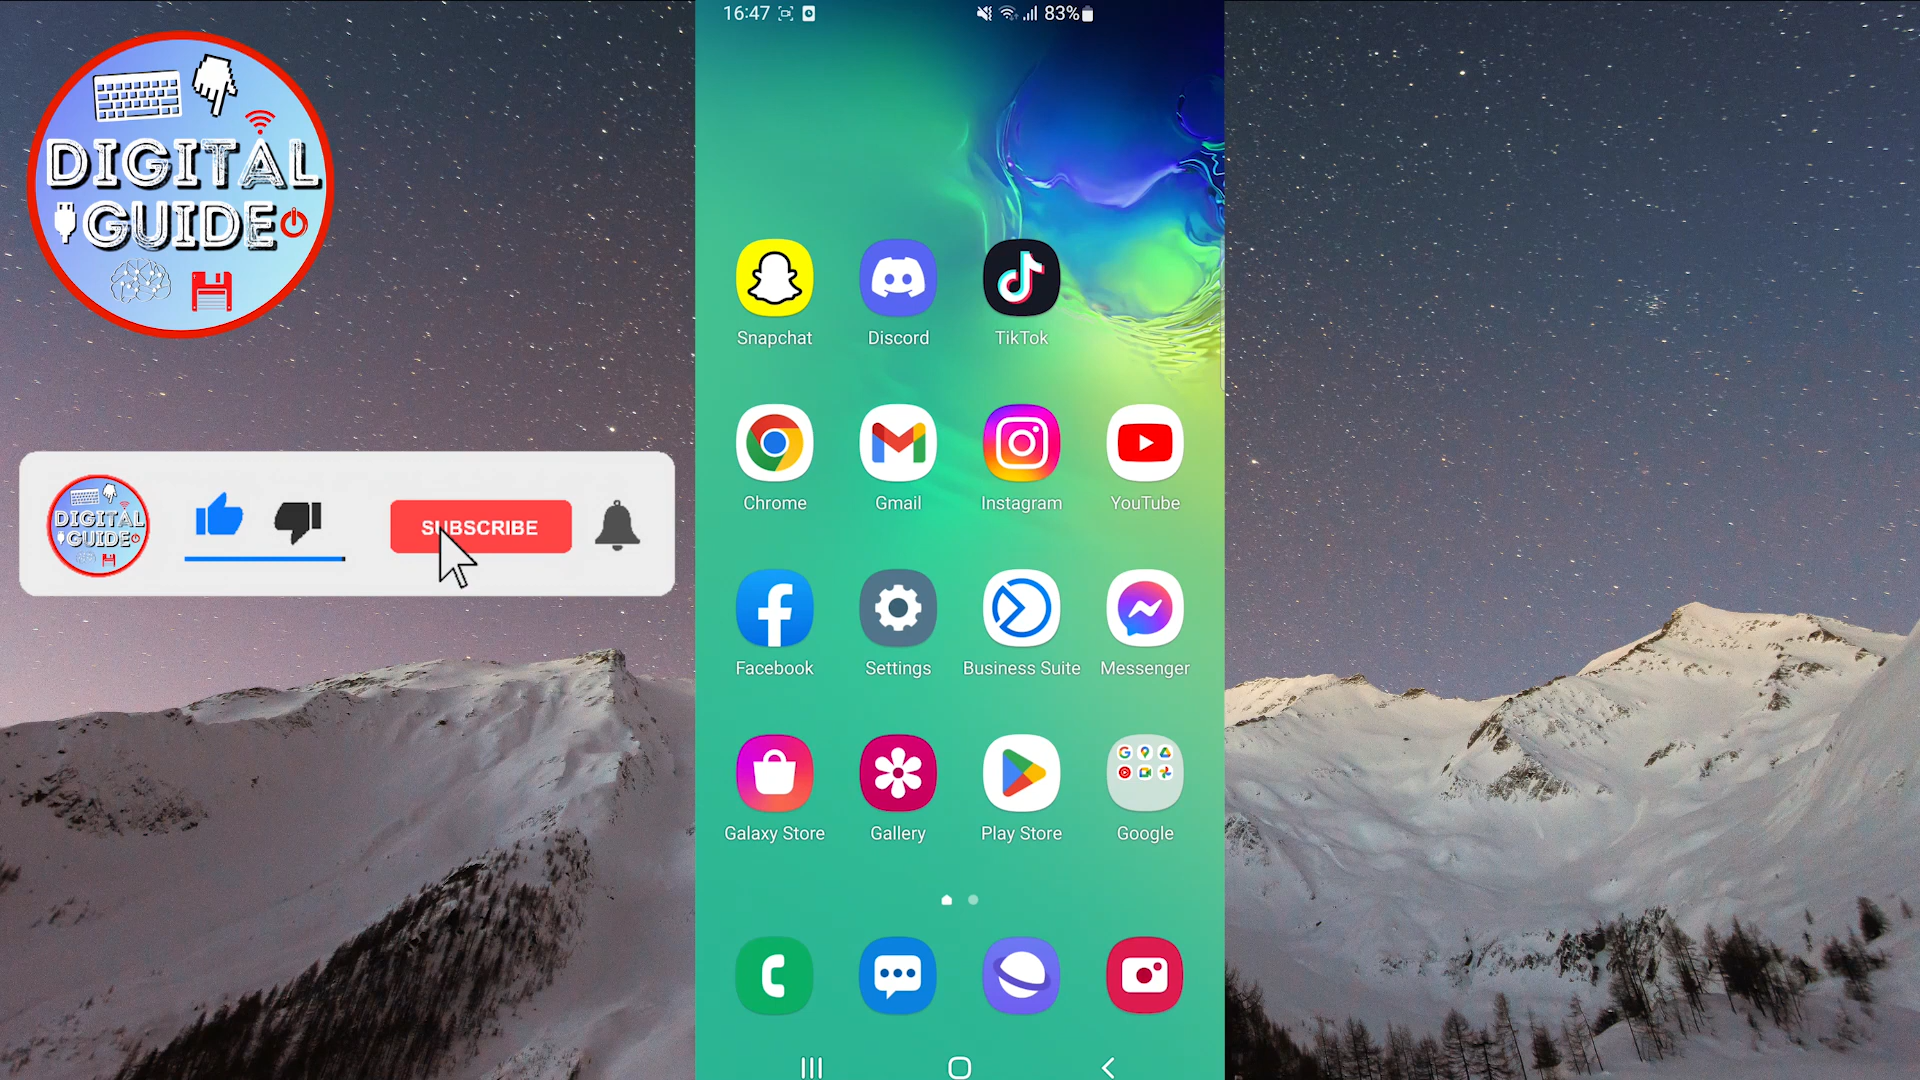 16:47
83%
DIGITAL
GUIDE
Snapchat
Discord
TikTok
Chrome
Gmail
Instagram
YouTube
DIGITAL
GUIDE
SUBSCRIBE
Facebook
Settings
Business Suite
Messenger
Galaxy Store
Gallery
Play Store
Google